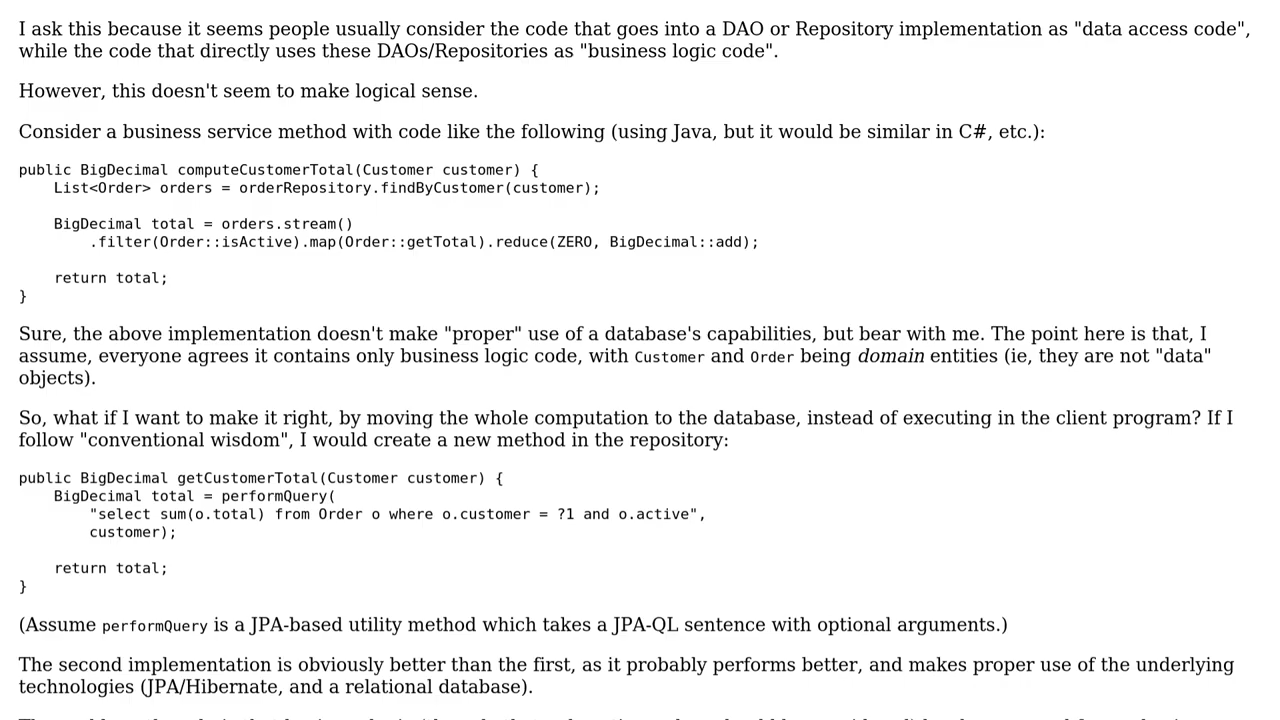 I ask this because it seems people usually consider the code that goes into a DAO or Repository implementation as "data access code",
while the code that directly uses these DAOs/Repositories as "business logic code".
However, this doesn't seem to make logical sense.
Consider a business service method with code like the following (using Java, but it would be similar in C#, etc.):
public BigDecimal computeCustomerTotal(Customer customer) {
    List<Order> orders = orderRepository.findByCustomer(customer);
    BigDecimal total = orders.stream()
        .filter(Order::isActive).map(Order::getTotal).reduce(ZERO, BigDecimal::add);
    return total;
}
Sure, the above implementation doesn't make "proper" use of a database's capabilities, but bear with me. The point here is that, I
assume, everyone agrees it contains only business logic code, with Customer and Order being domain entities (ie, they are not "data"
objects).
So, what if I want to make it right, by moving the whole computation to the database, instead of executing in the client program? If I
follow "conventional wisdom", I would create a new method in the repository:
public BigDecimal getCustomerTotal(Customer customer) {
    BigDecimal total = performQuery(
        "select sum(o.total) from Order o where o.customer = ?1 and o.active",
        customer);
    return total;
}
(Assume performQuery is a JPA-based utility method which takes a JPA-QL sentence with optional arguments.)
The second implementation is obviously better than the first, as it probably performs better, and makes proper use of the underlying
technologies (JPA/Hibernate, and a relational database).